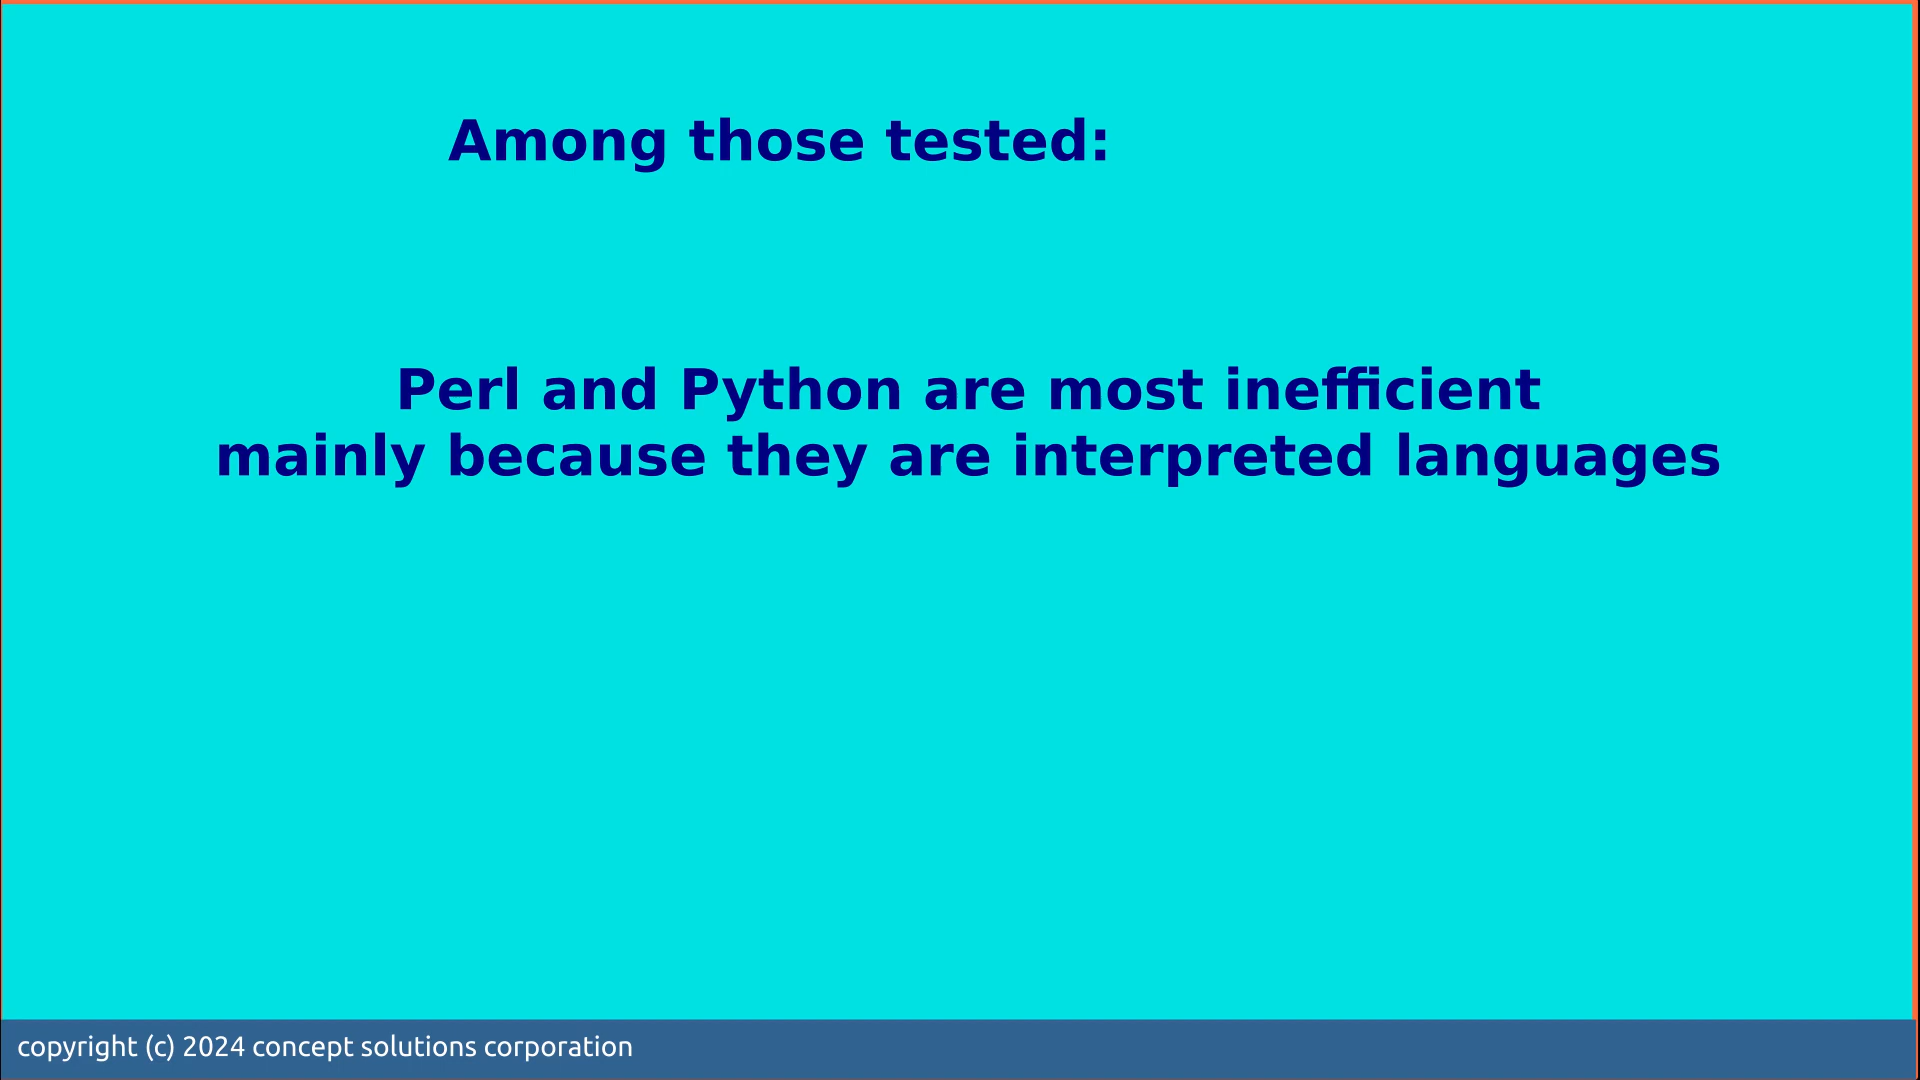 Among those tested:
Perl and Python are most inefficient
mainly because they are interpreted languages
copyright (c) 2024 concept solutions corporation